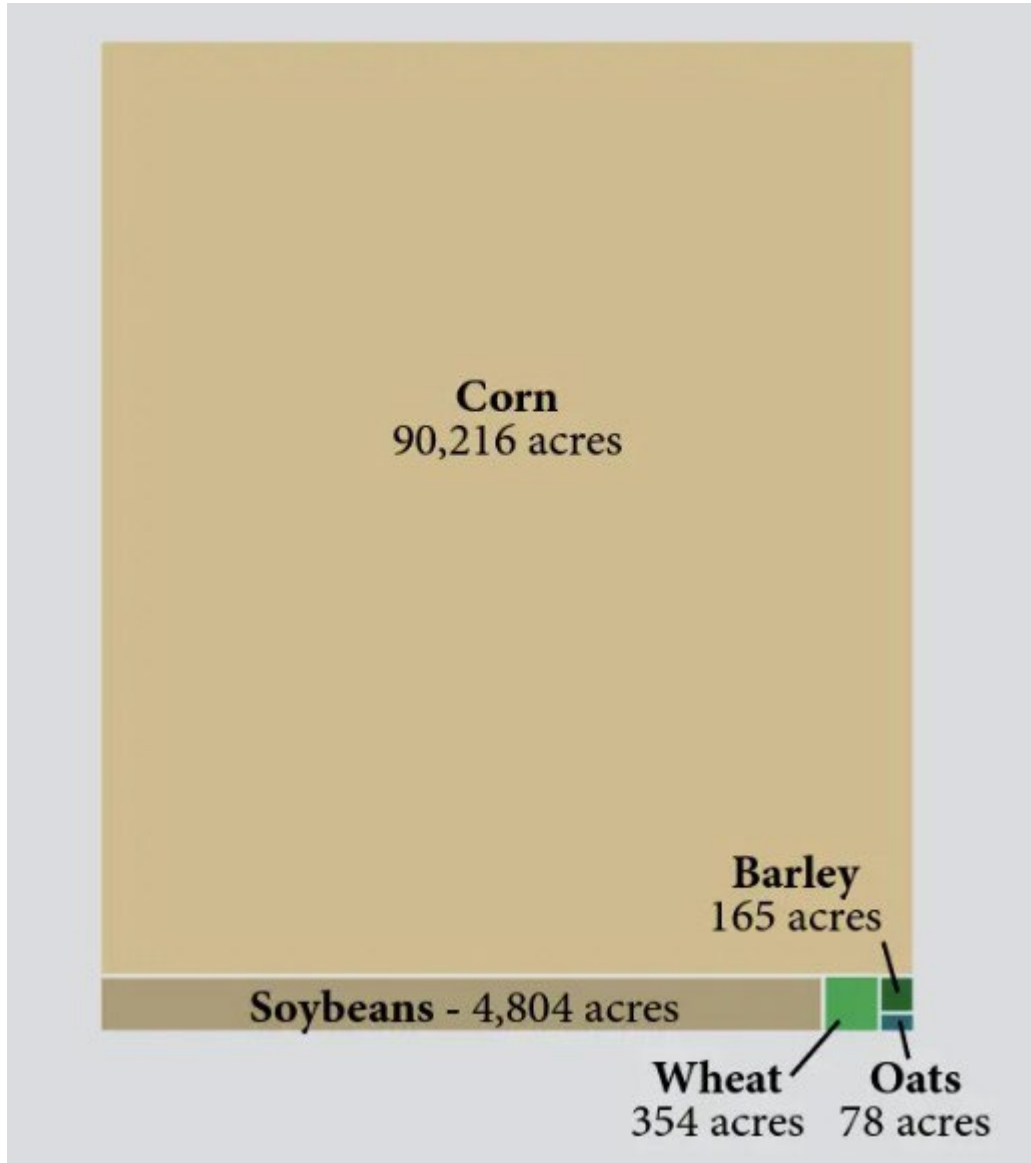 Corn
90,216 acres
Barley
165 acres
Soybeans - 4,804 acres
Wheat
354 acres
Oats
78 acres